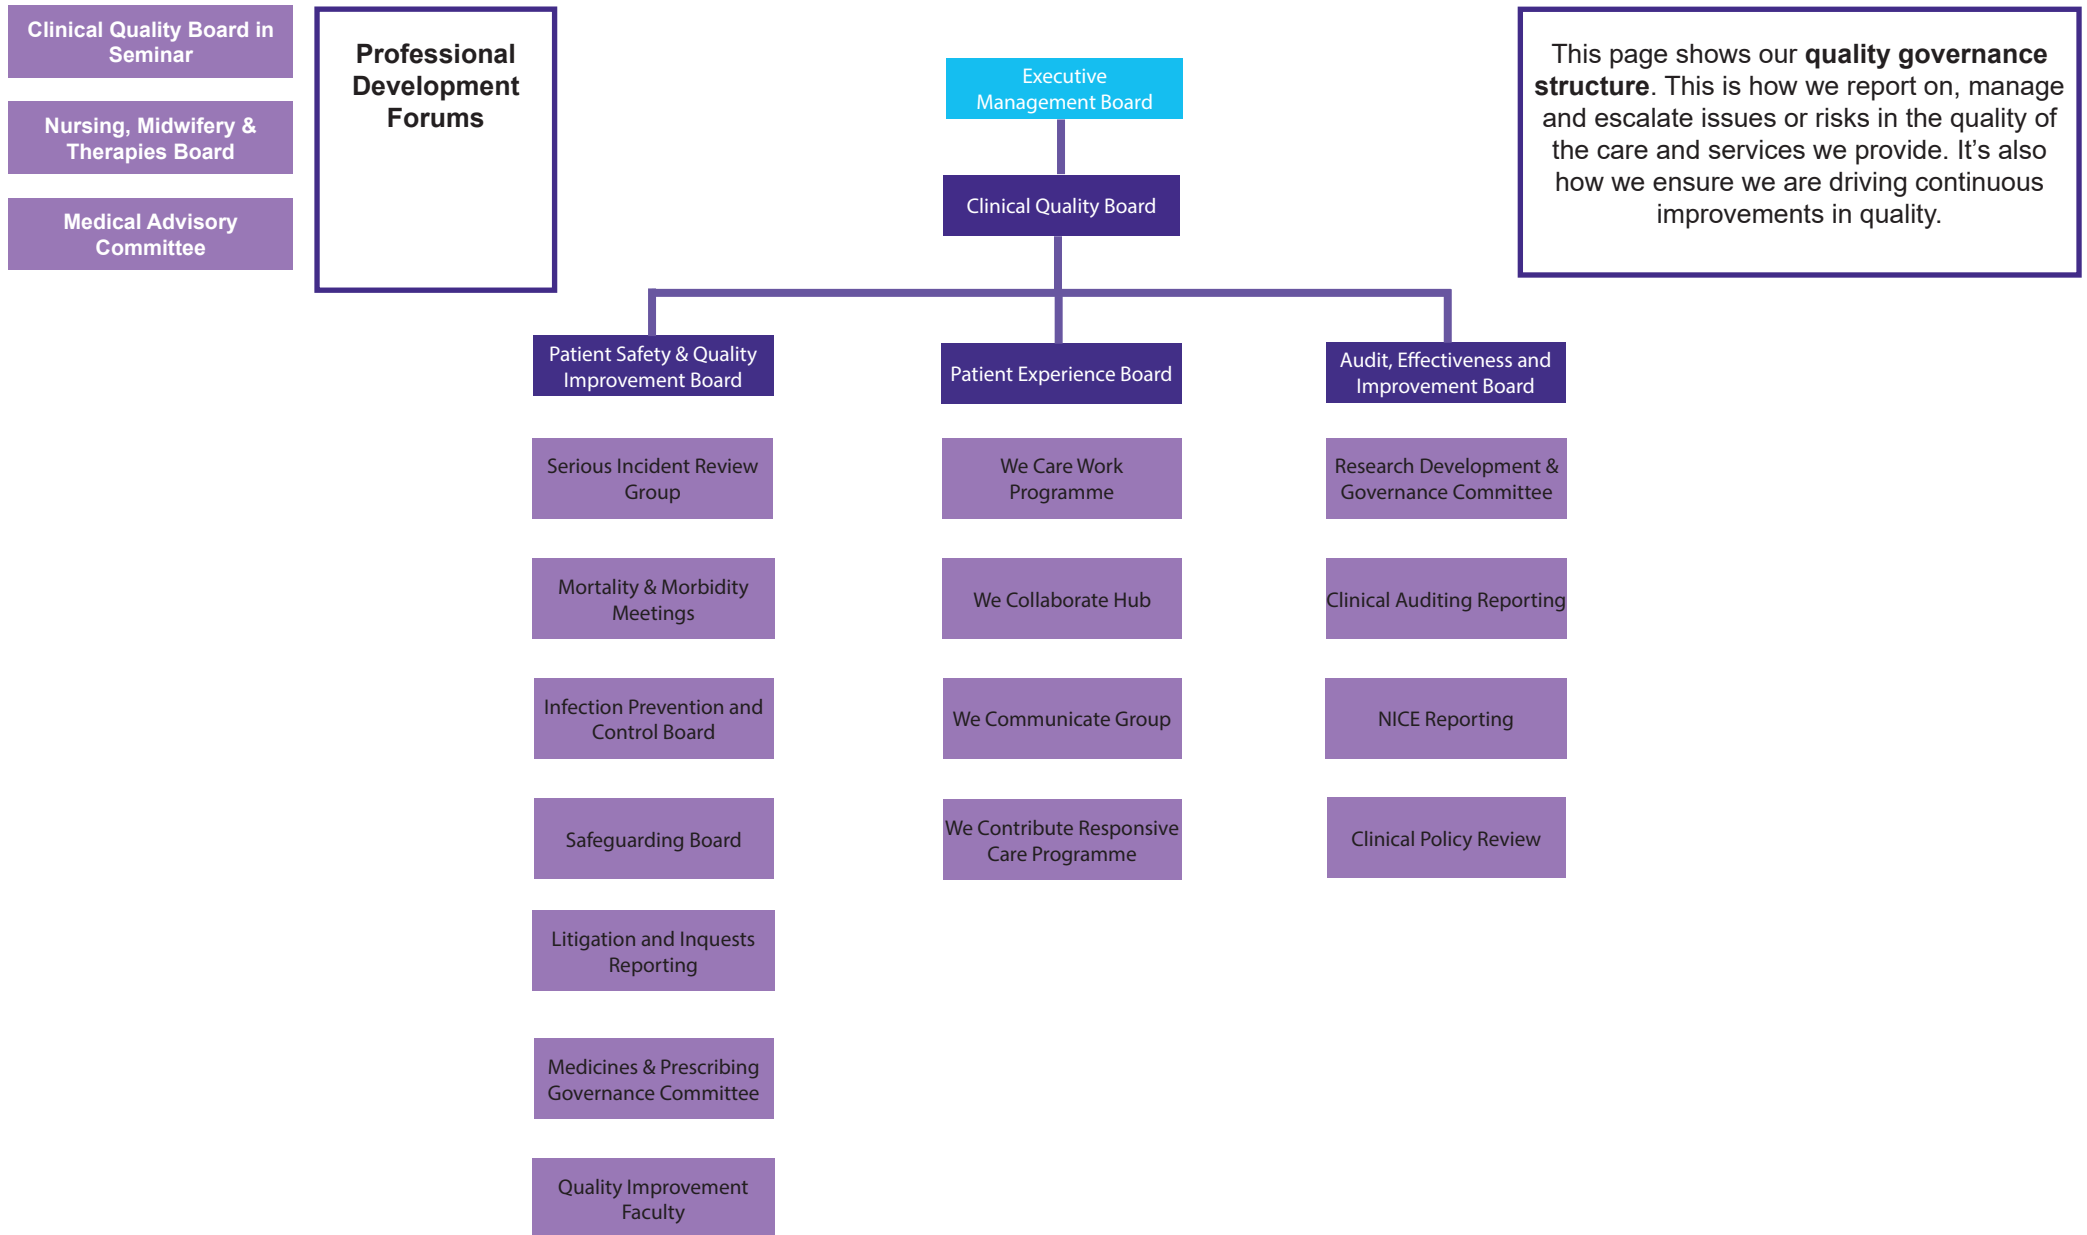 Clinical Quality Board in
Seminar
Nursing, Midwifery &
Therapies Board
Medical Advisory
Committee
Professional
Development
Forums
Executive
Management Board
Clinical Quality Board
This page shows our quality governance
structure. This is how we report on, manage
and escalate issues or risks in the quality of
the care and services we provide. It’s also
how we ensure we are driving continuous
improvements in quality.
Patient Safety & Quality
Improvement Board
Serious Incident Review
Group
Mortality & Morbidity
Meetings
Infection Prevention and
Control Board
Safeguarding Board
Litigation and Inquests
Reporting
Medicines & Prescribing
Governance Committee
Quality Improvement
Faculty
Patient Experience Board
We Care Work
Programme
We Collaborate Hub
We Communicate Group
We Contribute Responsive
Care Programme
Audit, Effectiveness and
Improvement Board
Research Development &
Governance Committee
Clinical Auditing Reporting
NICE Reporting
Clinical Policy Review